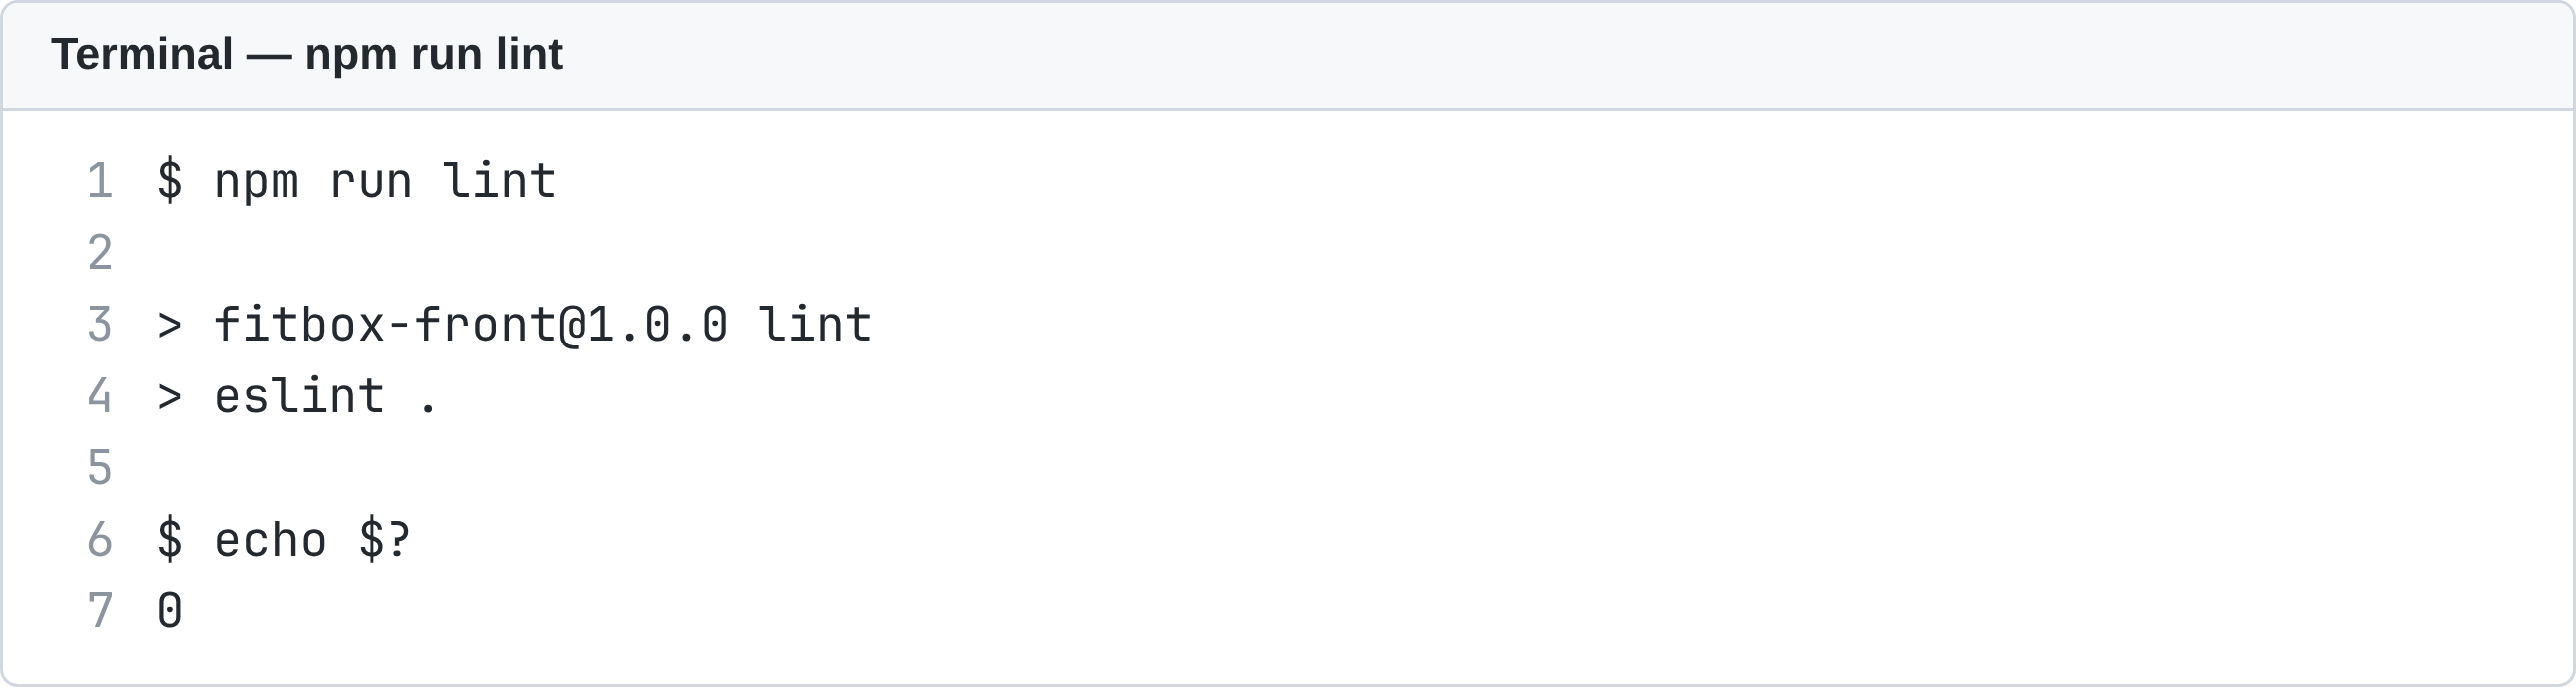 Terminal — npm run lint
1 $ npm run lint
2
3 > fitbox-front@1.0.0 lint
4 > eslint .
5
6 $ echo $?
7 0